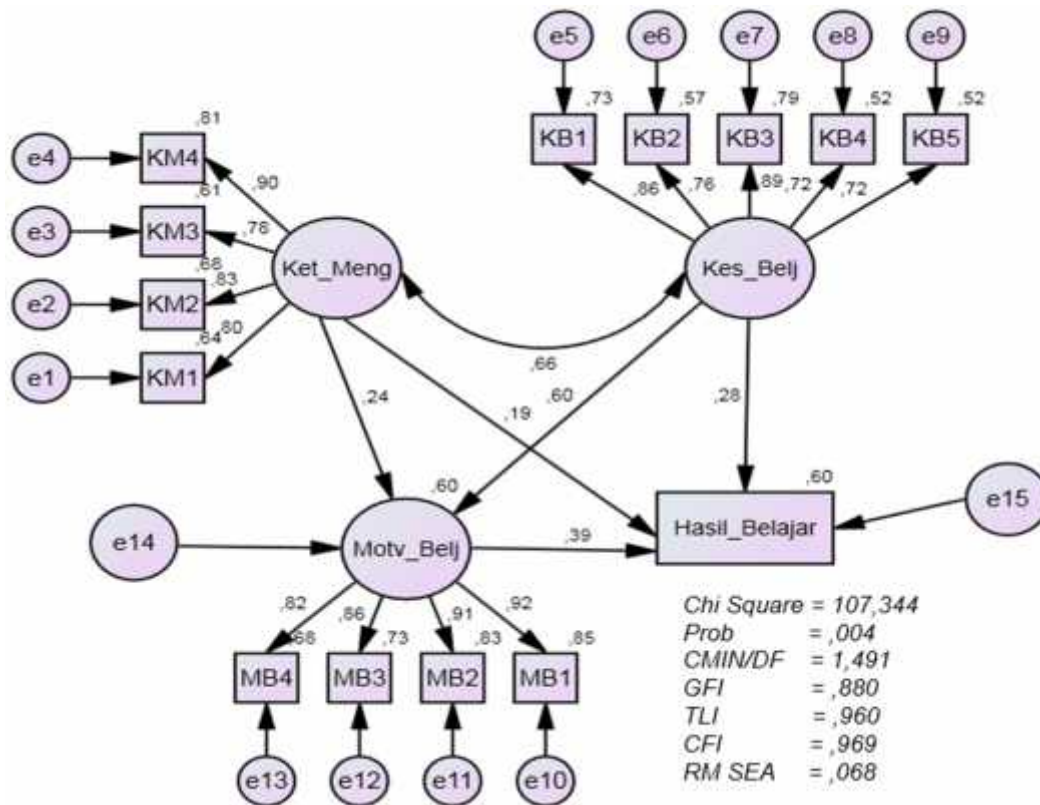 e5 e6 e7 e8 e9
,73 ,57 ,79 ,52 ,52
KB1 KB2 KB3 KB4 KB5
,86 ,76 ,89 ,72 ,72
Kes_Belj
,81
e4 KM4
,90
,61
e3 KM3
,78
,68
e2 KM2
,83
,64
e1 KM1
,80
Ket_Meng
,66
,24
,19
,60
,28
,60
e14
Motv_Belj
,39
,60
Hasil_Belajar
e15
,82 ,86 ,91 ,92
,68 ,73 ,83 ,85
MB4 MB3 MB2 MB1
e13 e12 e11 e10
Chi Square = 107,344
Prob = ,004
CMIN/DF = 1,491
GFI = ,880
TLI = ,960
CFI = ,969
RM SEA = ,068